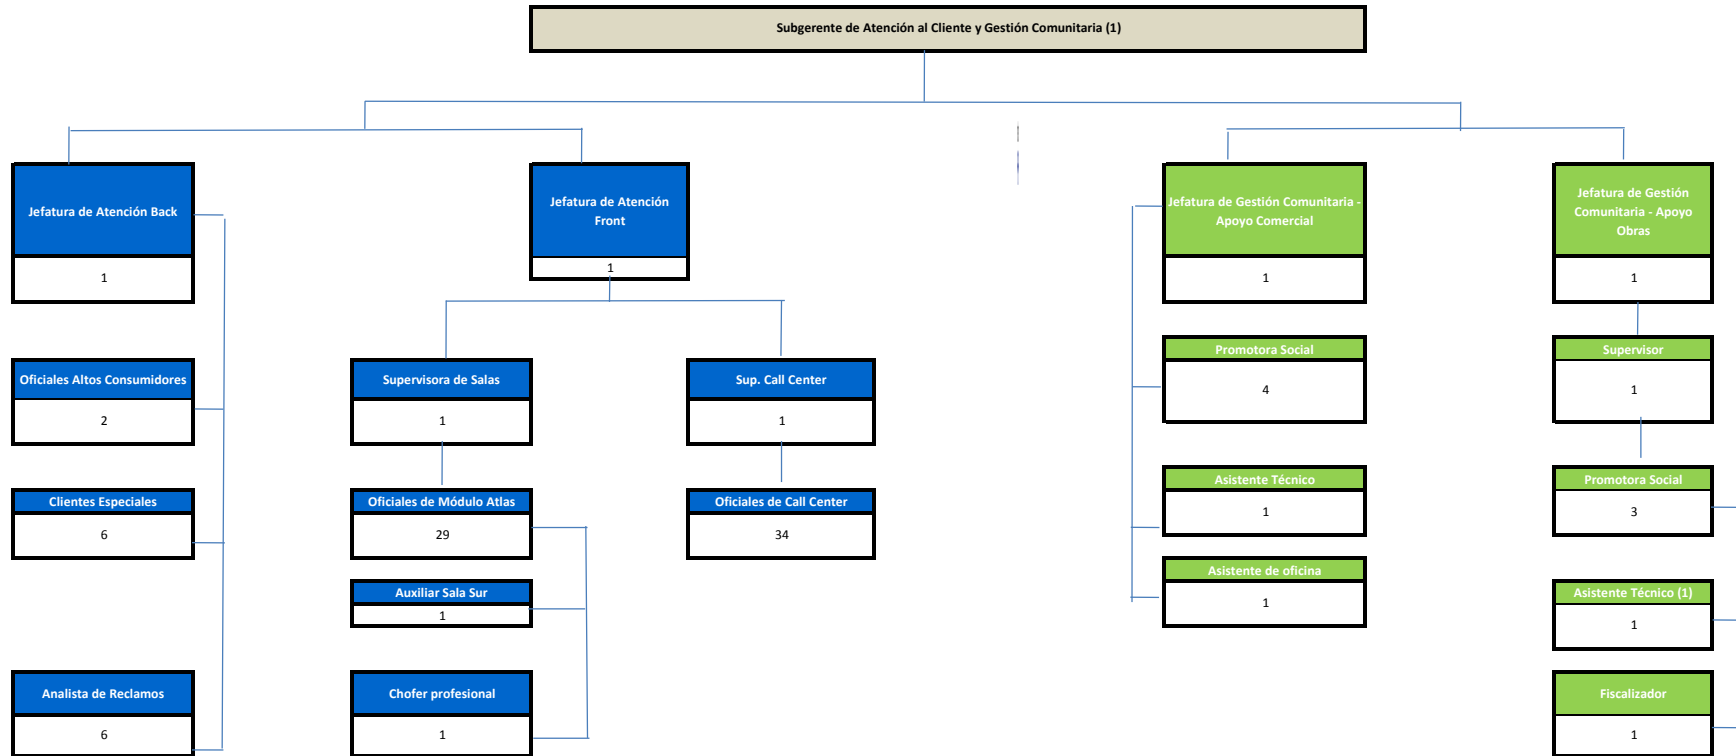 Subgerente de Atención al Cliente y Gestión Comunitaria (1)
Jefatura de Atención Back
1
Jefatura de Atención
Front
1
Jefatura de Gestión Comunitaria -
Apoyo Comercial
1
Jefatura de Gestión
Comunitaria - Apoyo
Obras
1
Oficiales Altos Consumidores
2
Supervisora de Salas
1
Sup. Call Center
1
Promotora Social
4
Supervisor
1
Clientes Especiales
6
Oficiales de Módulo Atlas
29
Oficiales de Call Center
34
Asistente Técnico
1
Promotora Social
3
Auxiliar Sala Sur
1
Asistente de oficina
1
Asistente Técnico (1)
1
Analista de Reclamos
6
Chofer profesional
1
Fiscalizador
1